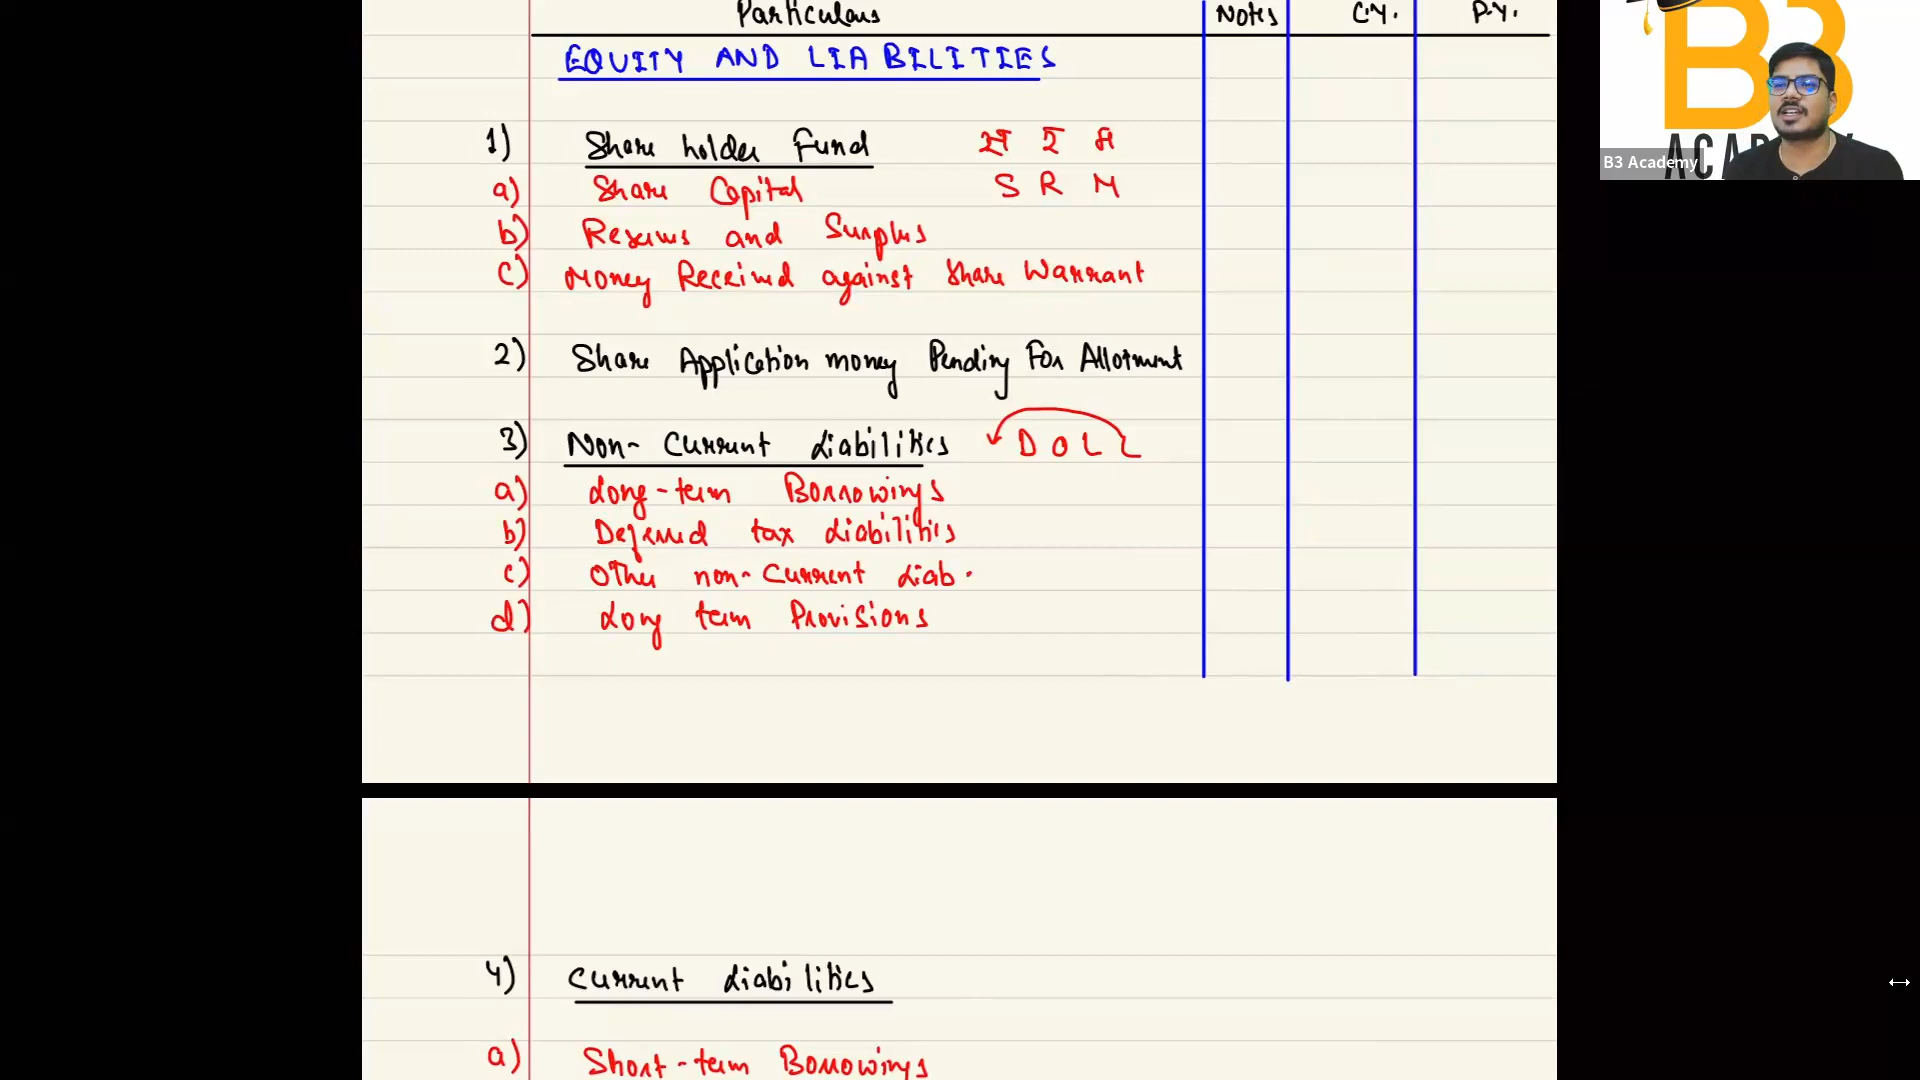 Particulars Notes C.Y. P.Y.
EQUITY AND LIABILITIES
1) Share holder Fund स र म
a) Share Capital S R M
b) Reserves and Surplus
c) Money Received against Share Warrant
2) Share Application money Pending For Allotment
3) Non-Current Liabilities D O L L
a) Long-term Borrowings
b) Deferred tax Liabilities
c) Other non-Current Liab.
d) Long term Provisions
4) Current Liabilities
a) Short-term Borrowings
B3
ACADEMY
B3 Academy